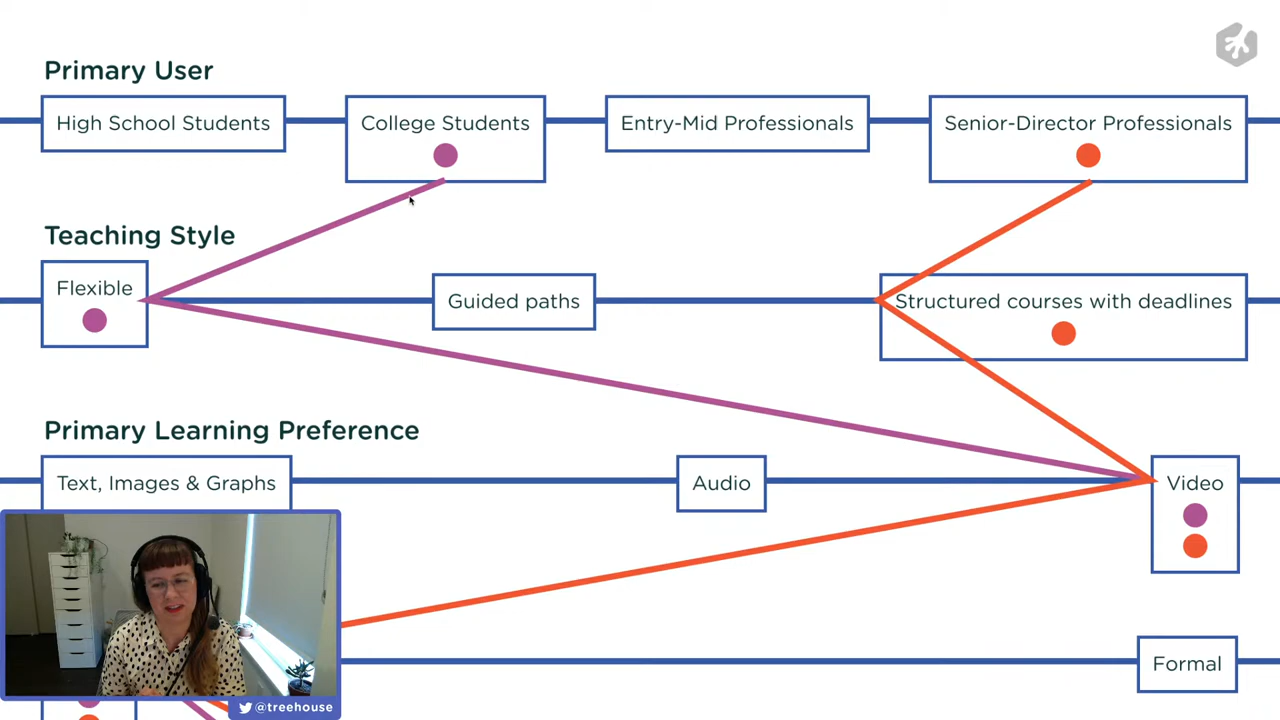 Primary User
High School Students
College Students
Entry-Mid Professionals
Senior-Director Professionals
Teaching Style
Flexible
Guided paths
Structured courses with deadlines
Primary Learning Preference
Text, Images & Graphs
Audio
Video
Formal
@treehouse